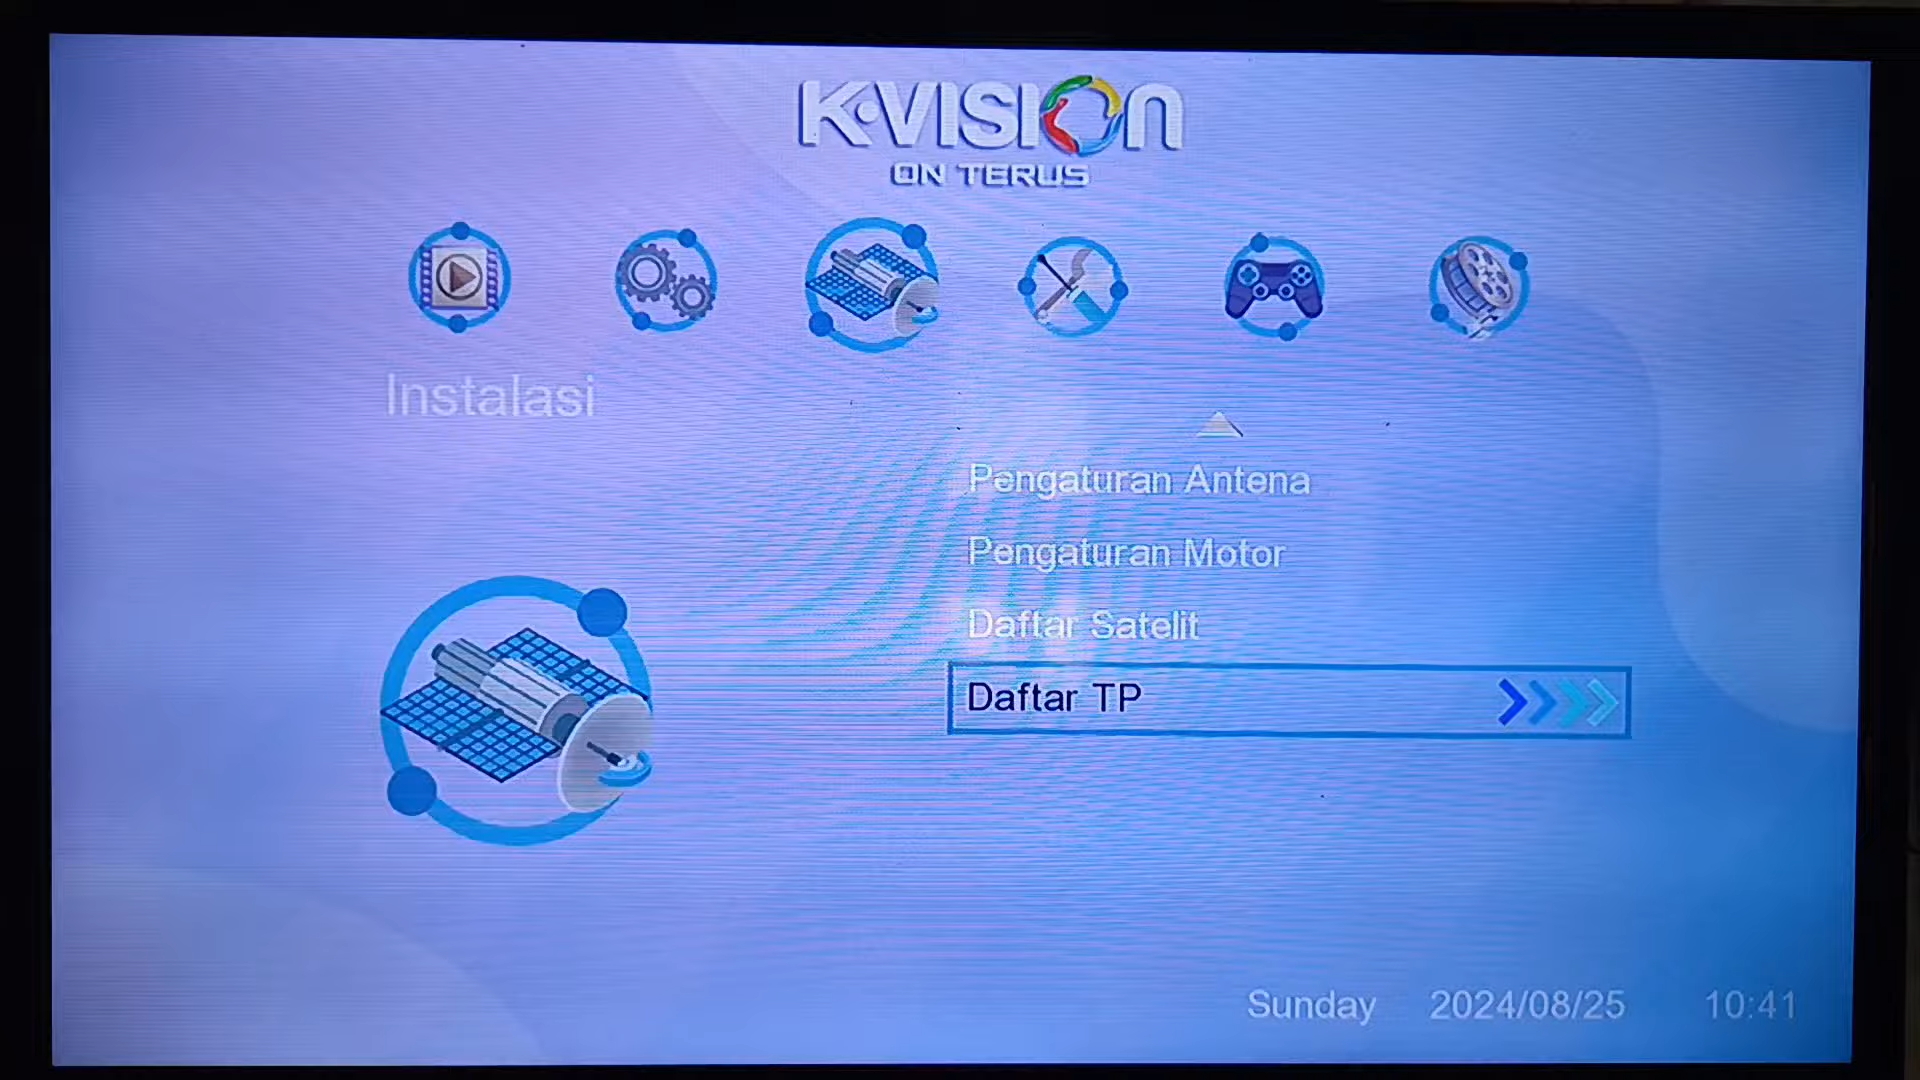 K-VISION
ON TERUS
Instalasi
Pengaturan Antena
Pengaturan Motor
Daftar Satelit
Daftar TP
Sunday 2024/08/25 10:41